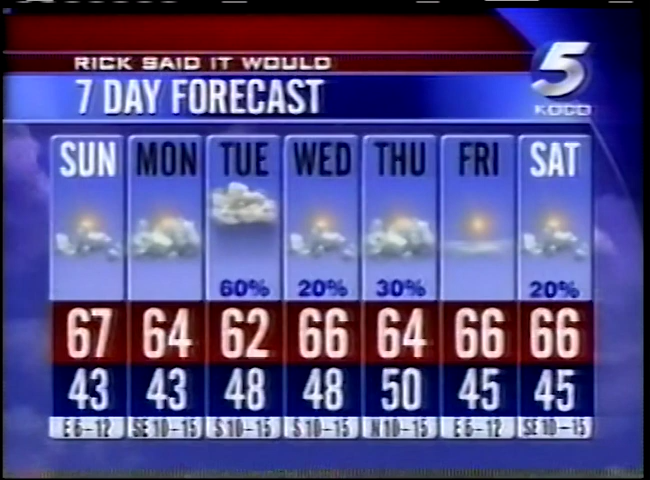 RICK SAID IT WOULD
7 DAY FORECAST
5
KOCO
SUN MON TUE WED THU FRI SAT
60% 20% 30% 20%
67 64 62 66 64 66 66
43 43 48 48 50 45 45
E 6-12 SE 10-15 S 10-15 S 10-15 N 10-15 E 6-12 SE 10-15